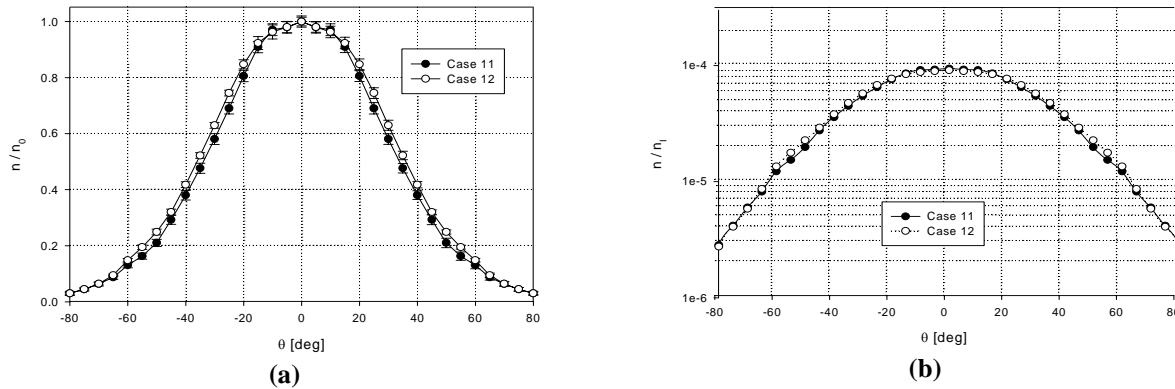 1.0
0.8
0.6
0.4
0.2
0.0
n / n0
-80 -60 -40 -20 0 20 40 60 80
θ [deg]
Case 11
Case 12
(a)
1e-4
1e-5
1e-6
n / ni
-80 -60 -40 -20 0 20 40 60 80
θ [deg]
Case 11
Case 12
(b)